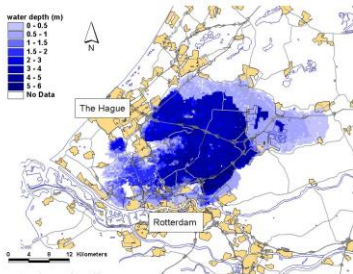 water depth (m)
0 - 0.5
0.5 - 1
1 - 1.5
1.5 - 2
2 - 3
3 - 4
4 - 5
5 - 6
No Data
N
The Hague
Rotterdam
0 4 8 12 Kilometers